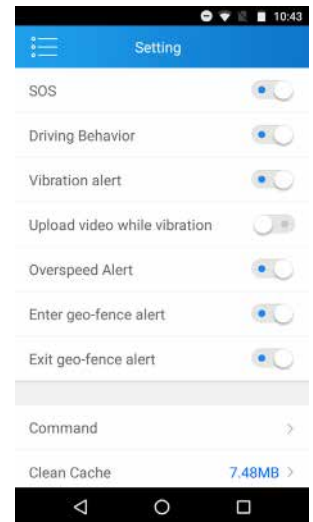 10:43
Setting
SOS
Driving Behavior
Vibration alert
Upload video while vibration
Overspeed Alert
Enter geo-fence alert
Exit geo-fence alert
Command
Clean Cache 7.48MB